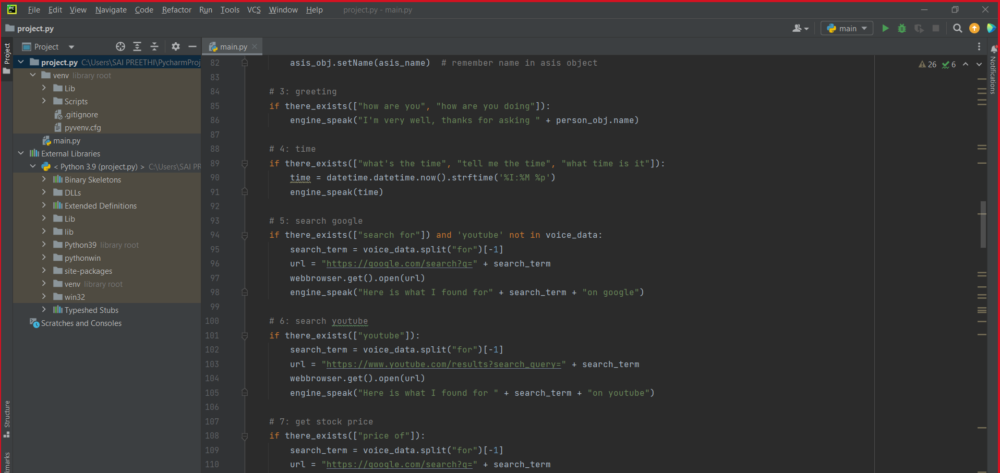 PC File Edit View Navigate Code Refactor Run Tools VCS Window Help project.py - main.py
project.py main
Project Project main.py
project.py C:\Users\SAI PREETHI\PycharmProj
venv library root
Lib
Scripts
.gitignore
pyvenv.cfg
main.py
External Libraries
< Python 3.9 (project.py) > C:\Users\SAI PR
Binary Skeletons
DLLs
Extended Definitions
Lib
lib
Python39 library root
pythonwin
site-packages
venv library root
win32
Typeshed Stubs
Scratches and Consoles
Structure
kmarks
82 asis_obj.setName(asis_name) # remember name in asis object
83
84 # 3: greeting
85 if there_exists(["how are you", "how are you doing"]):
86 engine_speak("I'm very well, thanks for asking " + person_obj.name)
87
88 # 4: time
89 if there_exists(["what's the time", "tell me the time", "what time is it"]):
90 time = datetime.datetime.now().strftime('%I:%M %p')
91 engine_speak(time)
92
93 # 5: search google
94 if there_exists(["search for"]) and 'youtube' not in voice_data:
95 search_term = voice_data.split("for")[-1]
96 url = "https://google.com/search?q=" + search_term
97 webbrowser.get().open(url)
98 engine_speak("Here is what I found for" + search_term + "on google")
99
100 # 6: search youtube
101 if there_exists(["youtube"]):
102 search_term = voice_data.split("for")[-1]
103 url = "https://www.youtube.com/results?search_query=" + search_term
104 webbrowser.get().open(url)
105 engine_speak("Here is what I found for " + search_term + "on youtube")
106
107 # 7: get stock price
108 if there_exists(["price of"]):
109 search_term = voice_data.split("for")[-1]
110 url = "https://google.com/search?q=" + search_term
26 6
Notifications